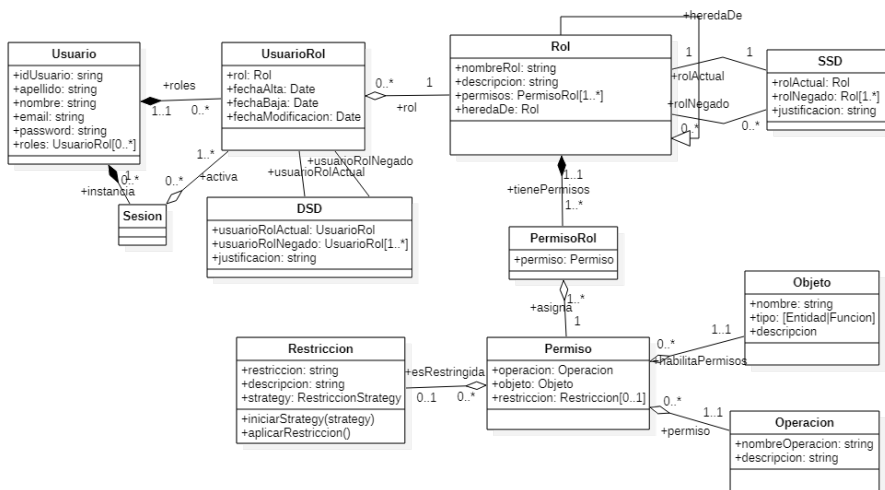 +heredaDe
Usuario
+idUsuario: string
+apellido: string
+nombre: string
+email: string
+password: string
+roles: UsuarioRol[0..*]
+roles
1..1
0..*
UsuarioRol
+rol: Rol
+fechaAlta: Date
+fechaBaja: Date
+fechaModificacion: Date
0..*
1
+rol
Rol
+nombreRol: string
+descripcion: string
+permisos: PermisoRol[1..*]
+heredaDe: Rol
0..*
1
1
+rolActual
+rolNegado
0..*
SSD
+rolActual: Rol
+rolNegado: Rol[1..*]
+justificacion: string
1
+instancia
0..*
0..*
1..*
+activa
Sesion
+usuarioRolNegado
+usuarioRolActual
DSD
+usuarioRolActual: UsuarioRol
+usuarioRolNegado: UsuarioRol[1..*]
+justificacion: string
1..1
+tienePermisos
1..*
PermisoRol
+permiso: Permiso
1..*
+asigna
1
Objeto
+nombre: string
+tipo: [Entidad|Funcion]
+descripcion
0..*
1..1
+habilitaPermisos
Restriccion
+restriccion: string
+descripcion: string
+strategy: RestriccionStrategy
+iniciarStrategy(strategy)
+aplicarRestriccion()
+esRestringida
0..1
0..*
Permiso
+operacion: Operacion
+objeto: Objeto
+restriccion: Restriccion[0..1]
0..*
1..1
+permiso
Operacion
+nombreOperacion: string
+descripcion: string